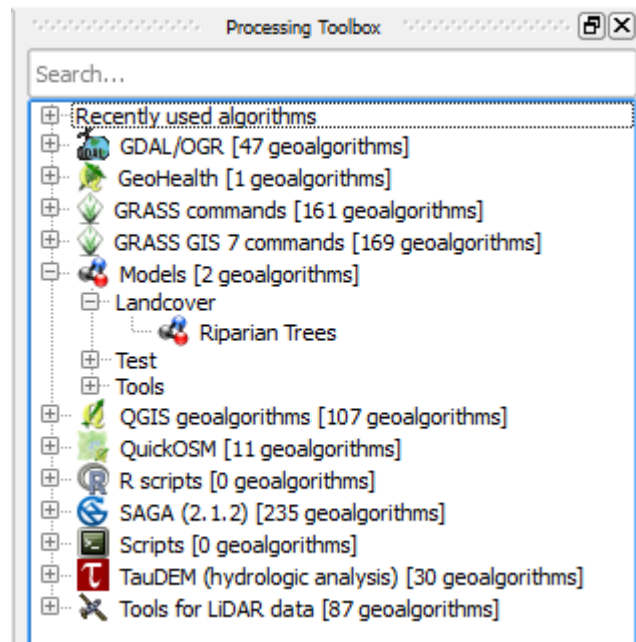 Processing Toolbox
Search...
Recently used algorithms
GDAL/OGR [47 geoalgorithms]
GeoHealth [1 geoalgorithms]
GRASS commands [161 geoalgorithms]
GRASS GIS 7 commands [169 geoalgorithms]
Models [2 geoalgorithms]
Landcover
Riparian Trees
Test
Tools
QGIS geoalgorithms [107 geoalgorithms]
QuickOSM [11 geoalgorithms]
R scripts [0 geoalgorithms]
SAGA (2.1.2) [235 geoalgorithms]
Scripts [0 geoalgorithms]
TauDEM (hydrologic analysis) [30 geoalgorithms]
Tools for LiDAR data [87 geoalgorithms]